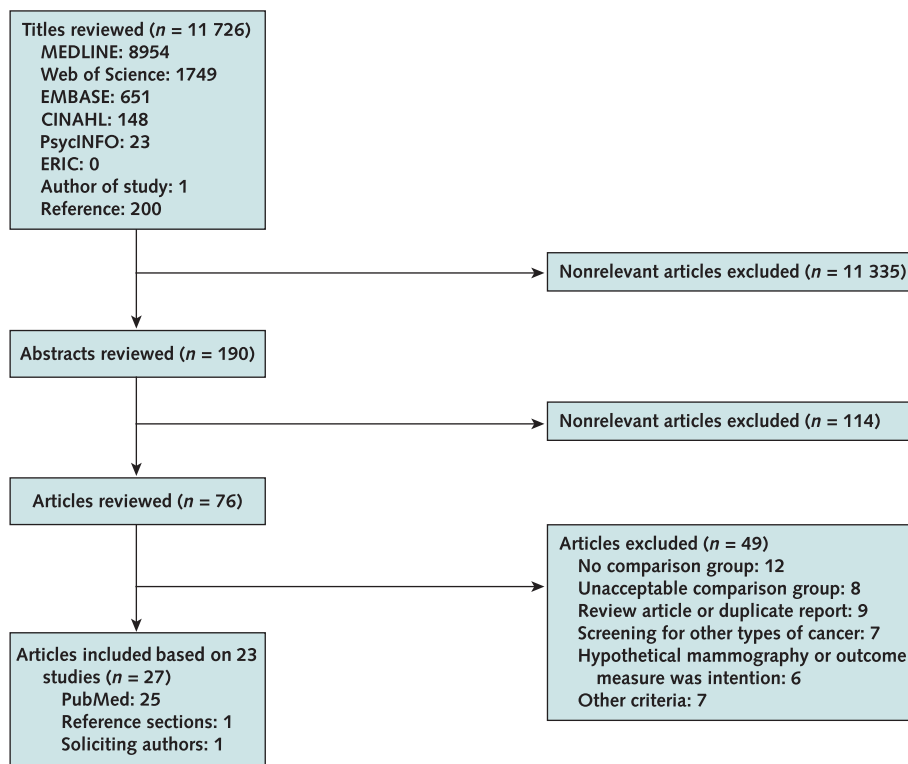 Titles reviewed (n = 11 726)
MEDLINE: 8954
Web of Science: 1749
EMBASE: 651
CINAHL: 148
PsycINFO: 23
ERIC: 0
Author of study: 1
Reference: 200
Nonrelevant articles excluded (n = 11 335)
Abstracts reviewed (n = 190)
Nonrelevant articles excluded (n = 114)
Articles reviewed (n = 76)
Articles excluded (n = 49)
No comparison group: 12
Unacceptable comparison group: 8
Review article or duplicate report: 9
Screening for other types of cancer: 7
Hypothetical mammography or outcome
measure was intention: 6
Other criteria: 7
Articles included based on 23
studies (n = 27)
PubMed: 25
Reference sections: 1
Soliciting authors: 1